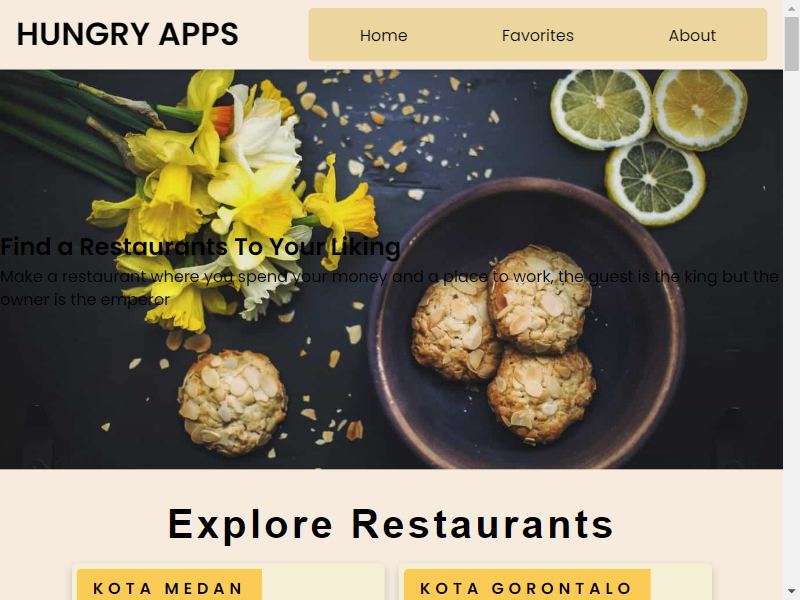 HUNGRY APPS
Home
Favorites
About
Find a Restaurants To Your Liking
Make a restaurant where you spend your money and a place to work, the guest is the king but the
owner is the emperor
Explore Restaurants
KOTA MEDAN
KOTA GORONTALO